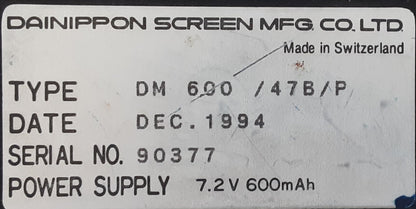 DAINIPPON SCREEN MFG. CO. LTD.
Made in Switzerland
TYPE DM 600 /47B/P
DATE DEC. 1994
SERIAL NO. 90377
POWER SUPPLY 7.2 V 600mAh